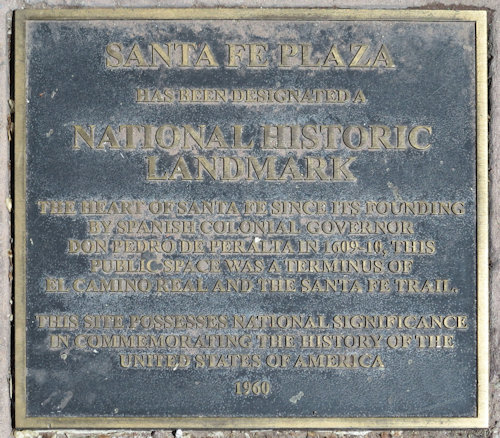 SANTA FE PLAZA
HAS BEEN DESIGNATED A
NATIONAL HISTORIC
LANDMARK
THE HEART OF SANTA FE SINCE ITS FOUNDING
BY SPANISH COLONIAL GOVERNOR
DON PEDRO DE PERALTA IN 1609-10, THIS
PUBLIC SPACE WAS A TERMINUS OF
EL CAMINO REAL AND THE SANTA FE TRAIL.
THIS SITE POSSESSES NATIONAL SIGNIFICANCE
IN COMMEMORATING THE HISTORY OF THE
UNITED STATES OF AMERICA
1960